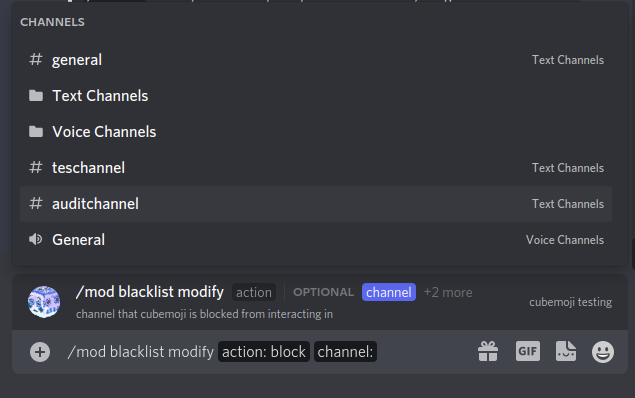 CHANNELS
general Text Channels
Text Channels
Voice Channels
teschannel Text Channels
auditchannel Text Channels
General Voice Channels
/mod blacklist modify action OPTIONAL channel +2 more
channel that cubemoji is blocked from interacting in cubemoji testing
/mod blacklist modify action: block channel:
GIF